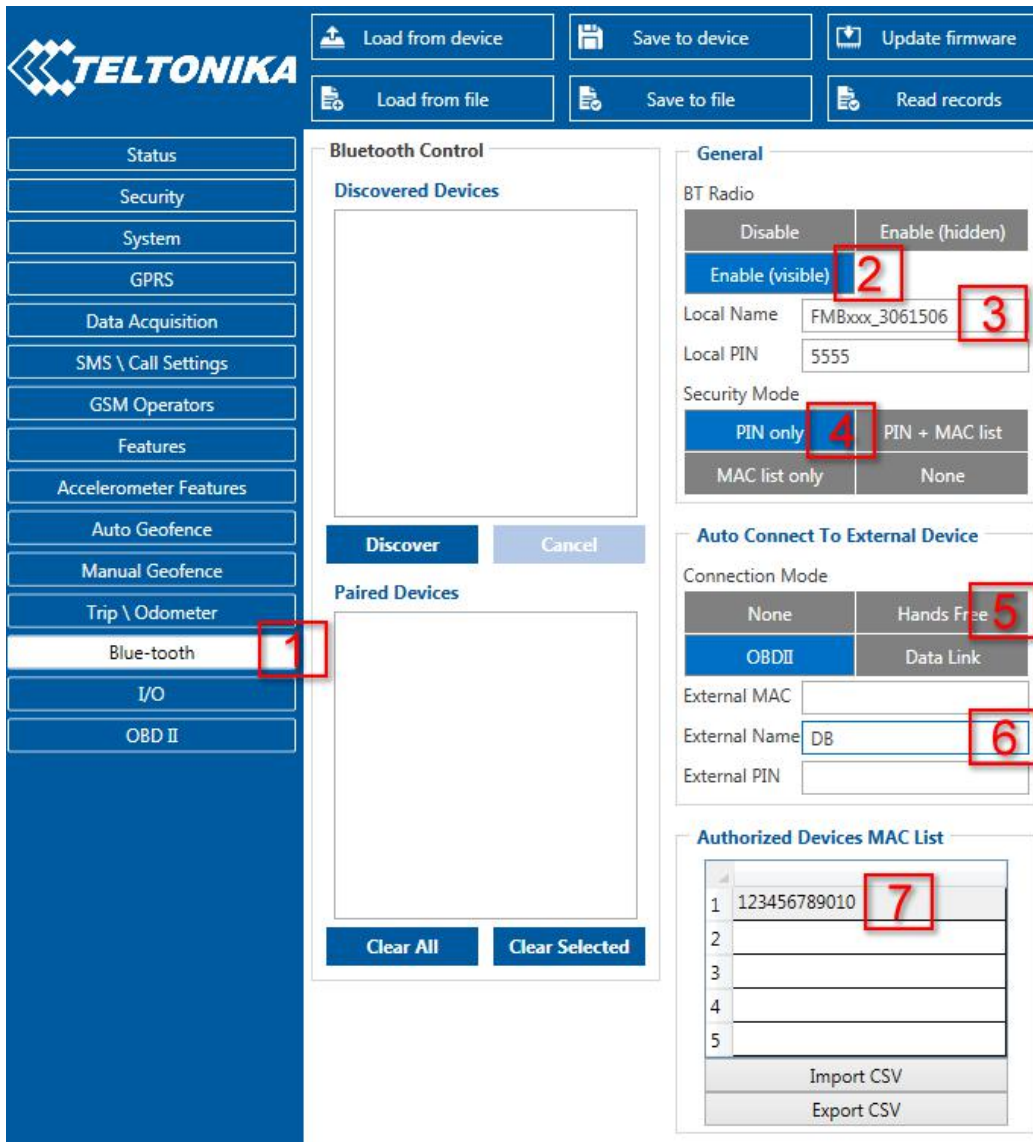 TELTONIKA
Load from device
Save to device
Update firmware
Load from file
Save to file
Read records
Status
Security
System
GPRS
Data Acquisition
SMS \ Call Settings
GSM Operators
Features
Accelerometer Features
Auto Geofence
Manual Geofence
Trip \ Odometer
Blue-tooth 1
I/O
OBD II
Bluetooth Control
Discovered Devices
Discover Cancel
Paired Devices
Clear All Clear Selected
General
BT Radio
Disable Enable (hidden)
Enable (visible) 2
Local Name FMBxxx_3061506 3
Local PIN 5555
Security Mode
PIN only 4 PIN + MAC list
MAC list only None
Auto Connect To External Device
Connection Mode
None Hands Free 5
OBDII Data Link
External MAC
External Name DB 6
External PIN
Authorized Devices MAC List
1 123456789010 7
2
3
4
5
Import CSV
Export CSV